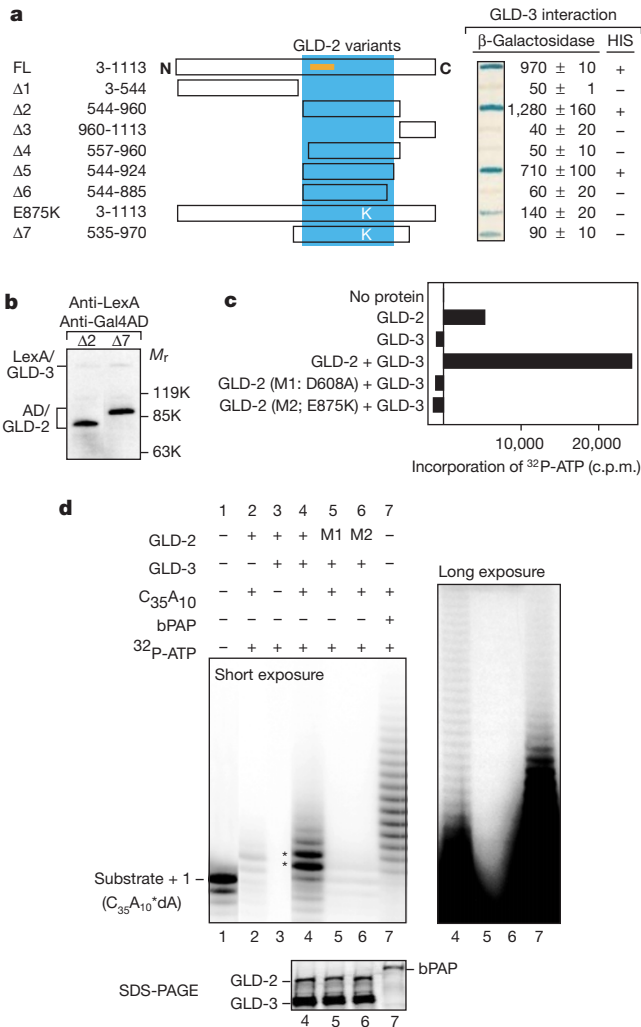 a
GLD-3 interaction
GLD-2 variants
β-Galactosidase HIS
FL 3-1113 N C 970 ± 10 +
Δ1 3-544 50 ± 1 –
Δ2 544-960 1,280 ±160 +
Δ3 960-1113 40 ± 20 –
Δ4 557-960 50 ± 10 –
Δ5 544-924 710 ±100 +
Δ6 544-885 60 ± 20 –
E875K 3-1113 K 140 ± 20 –
Δ7 535-970 K 90 ± 10 –
b
Anti-LexA
Anti-Gal4AD
Δ2 Δ7 Mr
LexA/
GLD-3
119K
AD/
GLD-2
85K
63K
c
No protein
GLD-2
GLD-3
GLD-2 + GLD-3
GLD-2 (M1: D608A) + GLD-3
GLD-2 (M2; E875K) + GLD-3
10,000 20,000
Incorporation of ³²P-ATP (c.p.m.)
d
1 2 3 4 5 6 7
GLD-2 – + + + M1 M2 –
GLD-3 – – + + + + –
C₃₅A₁₀ – + + + + + +
bPAP – – – – – – +
³²P-ATP – + + + + + +
Short exposure
Long exposure
*
*
Substrate + 1
(C₃₅A₁₀*dA)
1 2 3 4 5 6 7
4 5 6 7
SDS-PAGE
GLD-2
GLD-3
bPAP
4 5 6 7